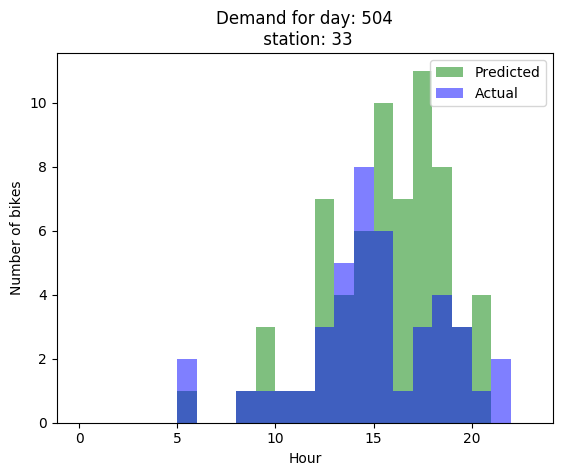 Demand for day: 504
station: 33
Predicted
Actual
Number of bikes
10
8
6
4
2
0
0 5 10 15 20
Hour